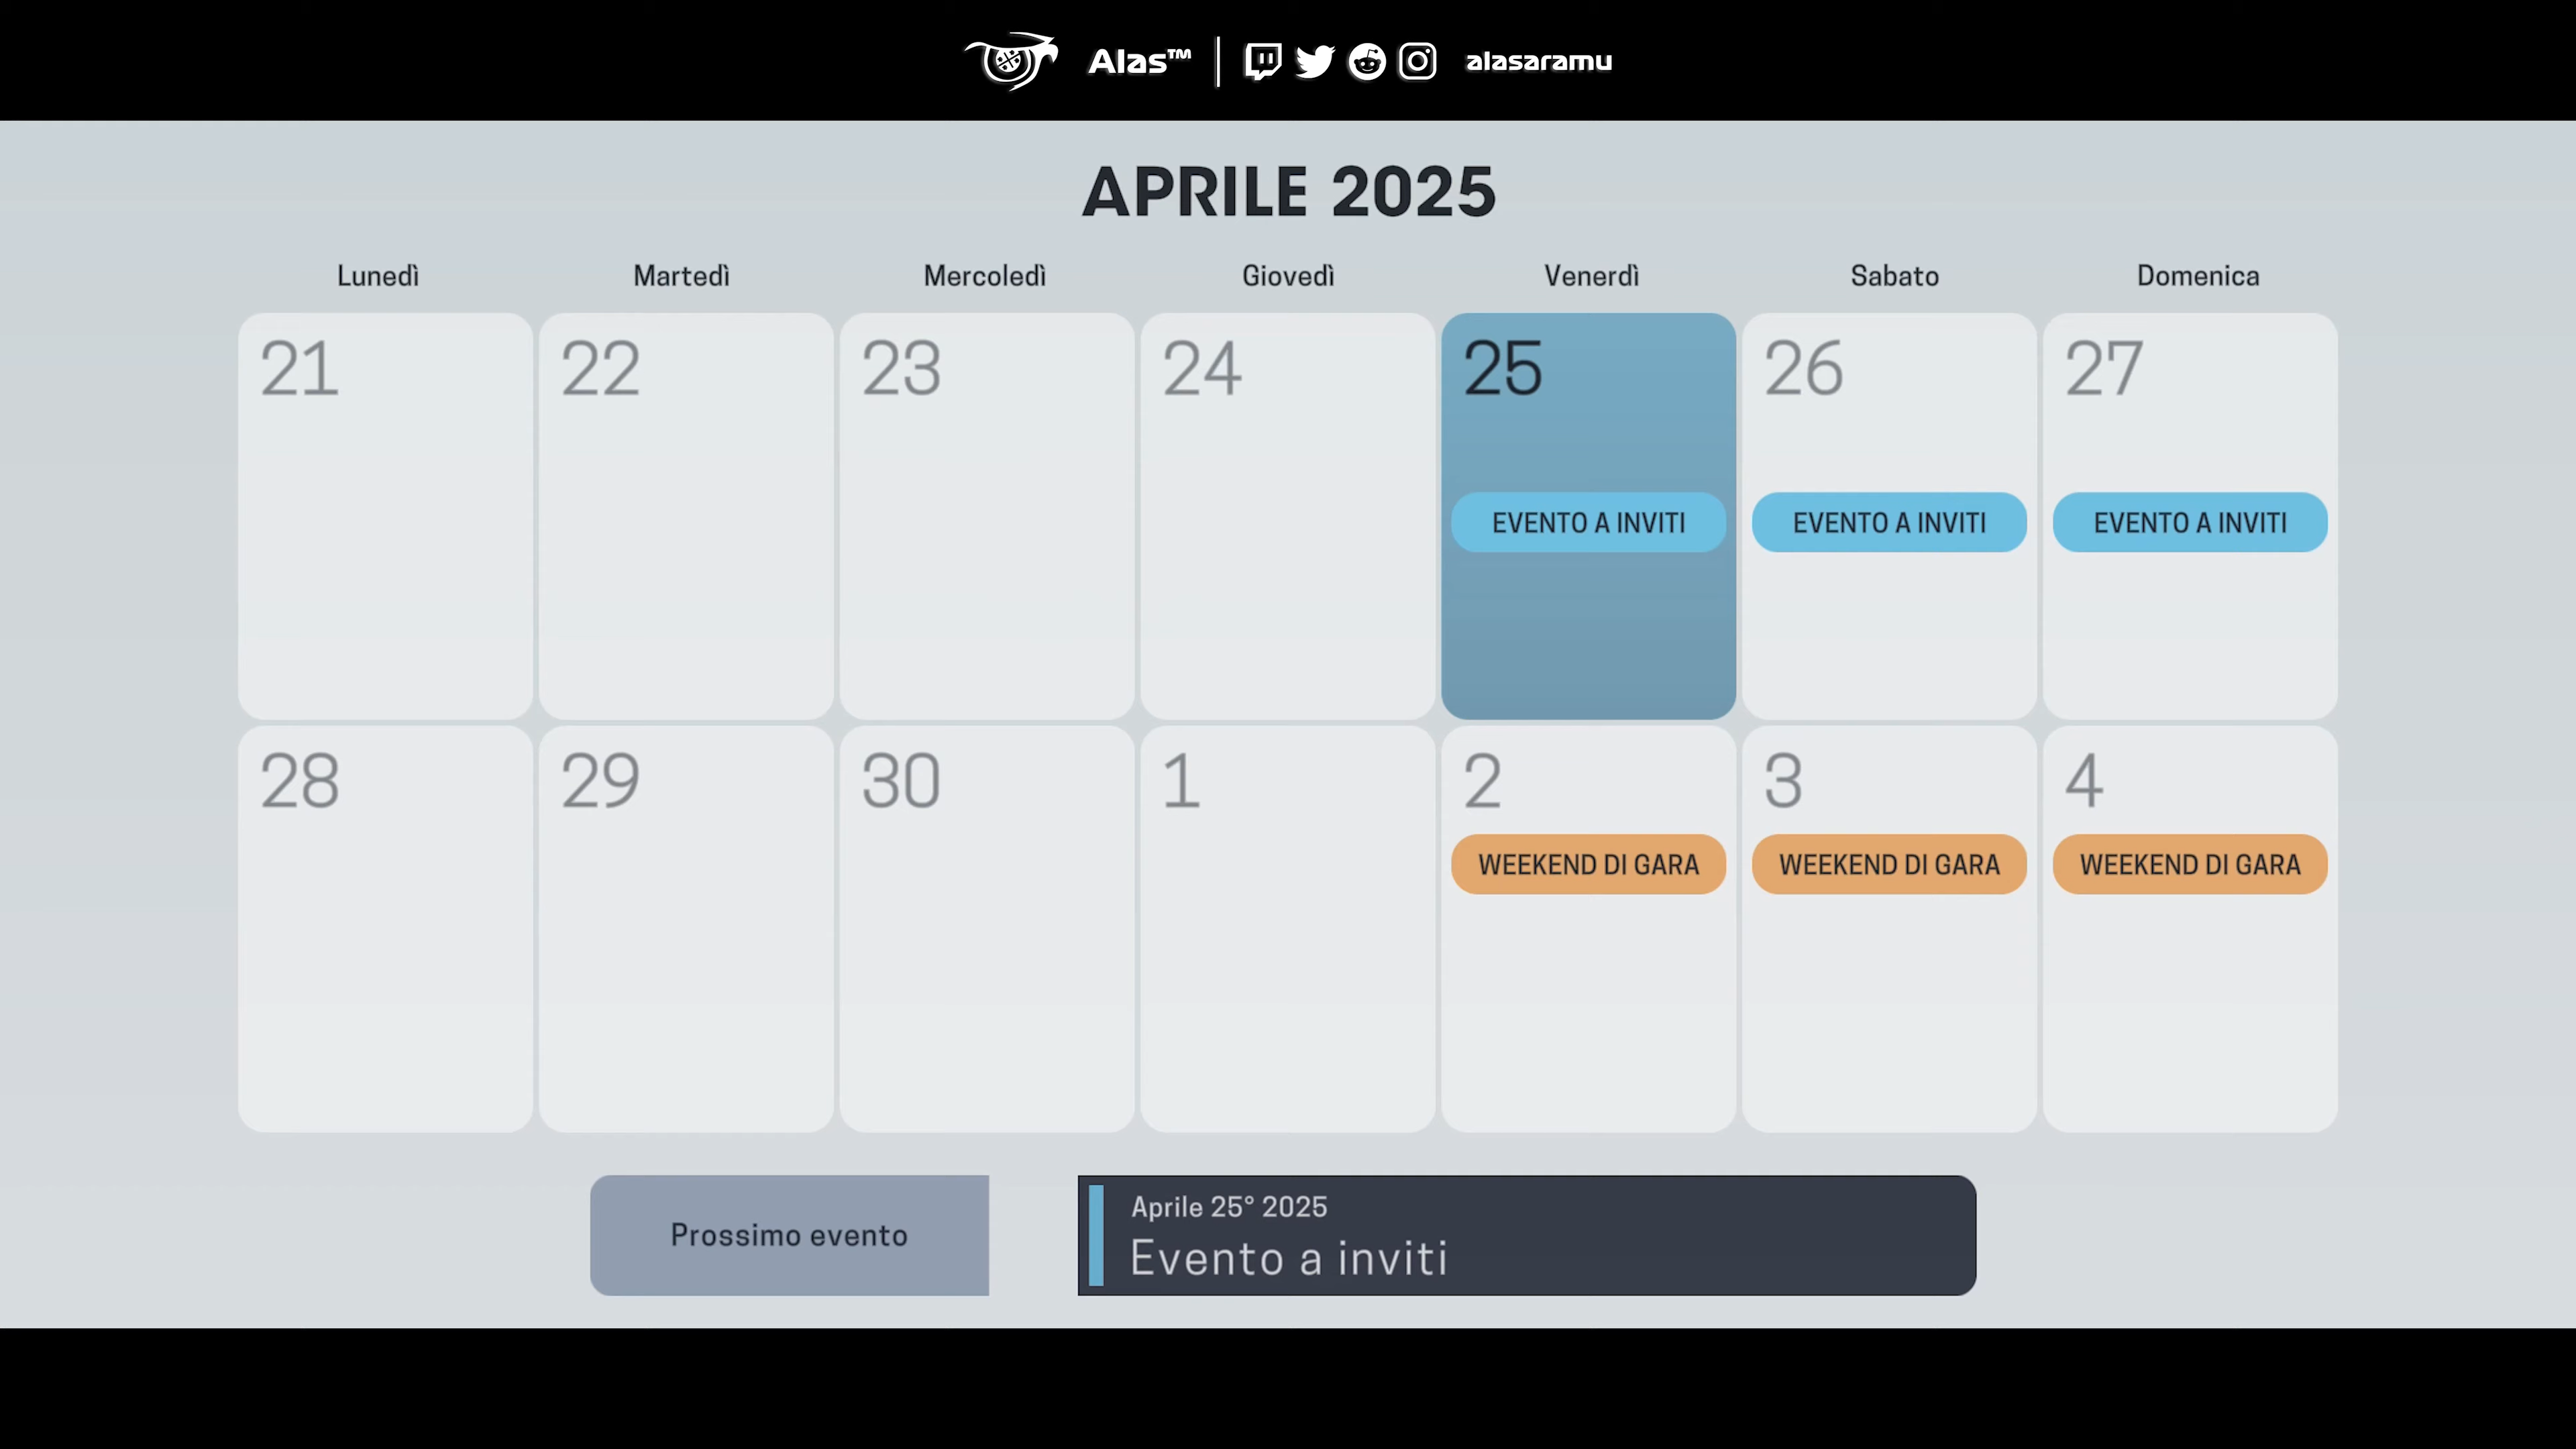 Alas™ alasaramu
APRILE 2025
Lunedì Martedì Mercoledì Giovedì Venerdì Sabato Domenica
21 22 23 24 25 26 27
EVENTO A INVITI EVENTO A INVITI EVENTO A INVITI
28 29 30 1 2 3 4
WEEKEND DI GARA WEEKEND DI GARA WEEKEND DI GARA
Prossimo evento
Aprile 25° 2025
Evento a inviti